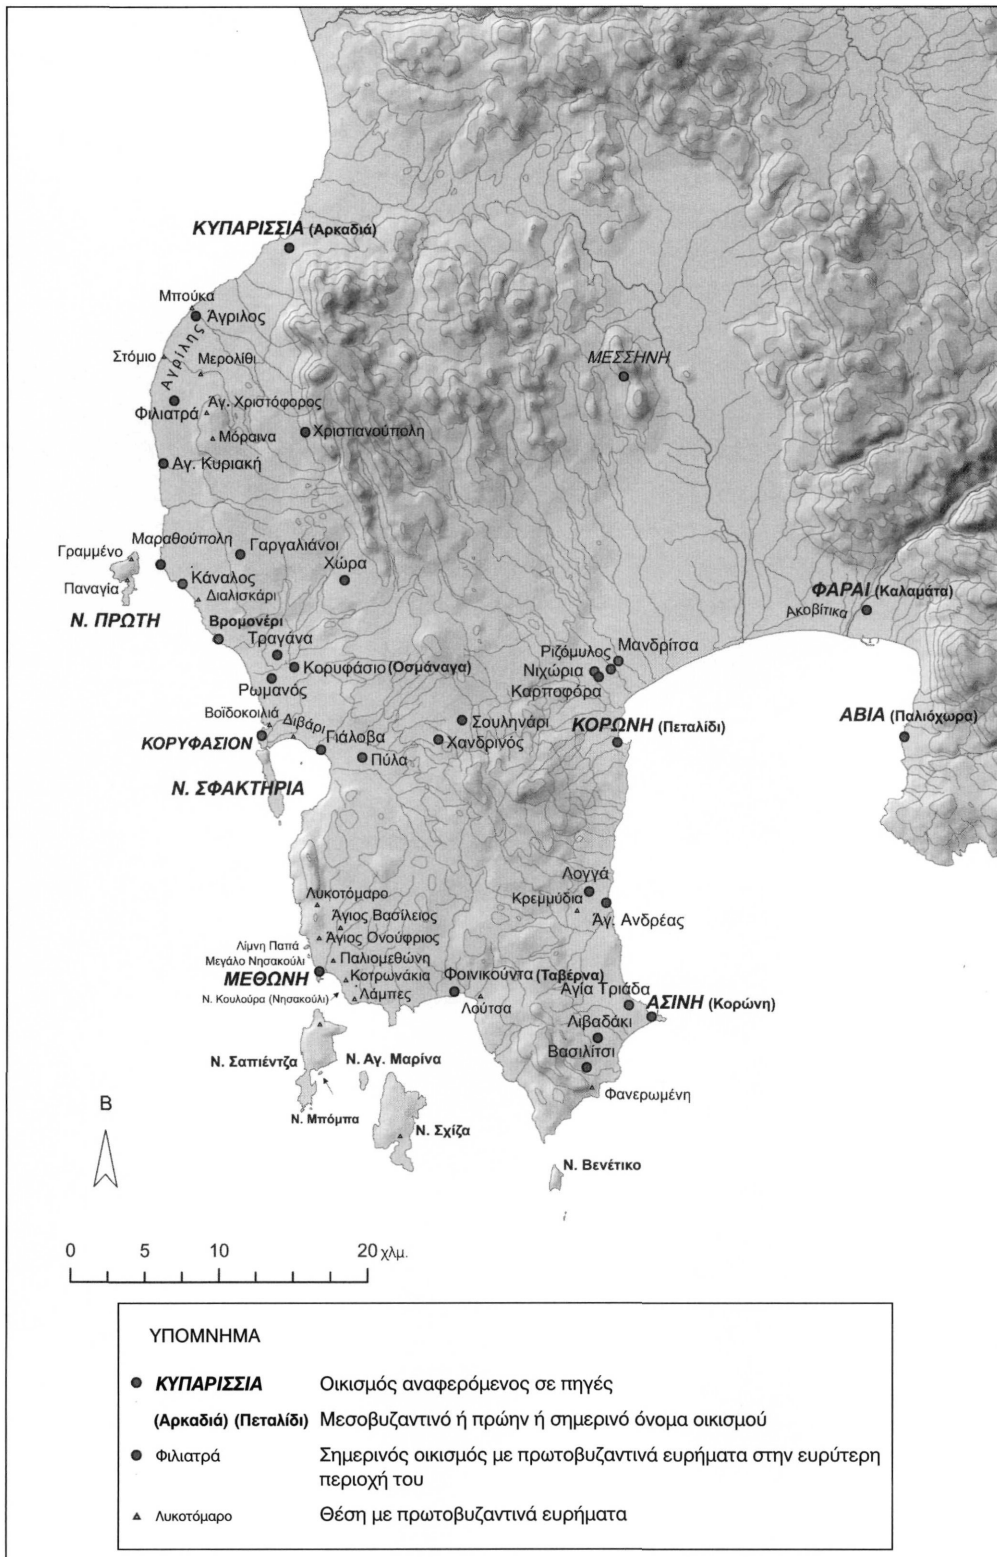 ΚΥΠΑΡΙΣΣΙΑ (Αρκαδιά)
Μπούκα
Άγριλος
Αγρίλης
Στόμιο
Μερολίθι
ΜΕΣΣΗΝΗ
Φιλιατρά
Άγ. Χριστόφορος
Μόραινα
Χριστιανούπολη
Αγ. Κυριακή
Μαραθούπολη
Γαργαλιάνοι
Γραμμένο
Χώρα
Παναγία
Κάναλος
Διαλισκάρι
ΦΑΡΑΙ (Καλαμάτα)
Ακοβίτικα
Ν. ΠΡΩΤΗ
Βρομονέρι
Τραγάνα
Μανδρίτσα
Ριζόμυλος
Κορυφάσιο (Οσμάναγα)
Νιχώρια
Ρωμανός
Καρποφόρα
Βοϊδοκοιλιά
Διβάρι
Σουληνάρι
ΚΟΡΩΝΗ (Πεταλίδι)
ΑΒΙΑ (Παλιόχωρα)
ΚΟΡΥΦΑΣΙΟΝ
Γιάλοβα
Χανδρινός
Πύλα
Ν. ΣΦΑΚΤΗΡΙΑ
Λογγά
Λυκοτόμαρο
Κρεμμύδια
Άγιος Βασίλειος
Άγ. Ανδρέας
Άγιος Ονούφριος
Λίμνη Παπά
Μεγάλο Νησακούλι
Παλιομεθώνη
ΜΕΘΩΝΗ
Κοτρωνάκια
Φοινικούντα (Ταβέρνα)
Ν. Κουλούρα (Νησακούλι)
Λάμπες
Λούτσα
Αγία Τριάδα
ΑΣΙΝΗ (Κορώνη)
Λιβαδάκι
Βασιλίτσι
Ν. Σαπιέντζα
Ν. Αγ. Μαρίνα
Φανερωμένη
Ν. Μπόμπα
Ν. Σχίζα
Ν. Βενέτικο
Β
0 5 10 20 χλμ.
ΥΠΟΜΝΗΜΑ
ΚΥΠΑΡΙΣΣΙΑ Οικισμός αναφερόμενος σε πηγές
(Αρκαδιά) (Πεταλίδι) Μεσοβυζαντινό ή πρώην ή σημερινό όνομα οικισμού
Φιλιατρά Σημερινός οικισμός με πρωτοβυζαντινά ευρήματα στην ευρύτερη
περιοχή του
Λυκοτόμαρο Θέση με πρωτοβυζαντινά ευρήματα